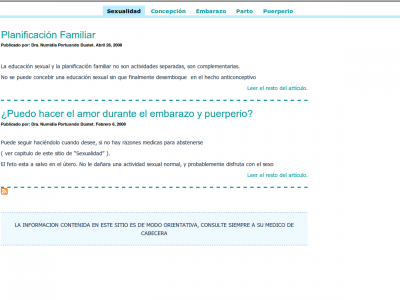 Sexualidad Concepción Embarazo Parto Puerperio
Planificación Familiar
Publicado por: Dra. Numidia Portuondo Dustet. Abril 25, 2008
La educación sexual y la planificación familiar no son actividades separadas, son complementarias.
No se puede concebir una educación sexual sin que finalmente desemboque en el hecho anticonceptivo
Leer el resto del artículo.
¿Puedo hacer el amor durante el embarazo y puerperio?
Publicado por: Dra. Numidia Portuondo Dustet. Febrero 6, 2008
Puede seguir haciéndolo cuando desee, si no hay razones medicas para abstenerse
( ver capitulo de este sitio de "Sexualidad" ).
El feto esta a salvo en el útero. No le dañara una actividad sexual normal, y probablemente disfruta con el sexo
Leer el resto del artículo.
LA INFORMACION CONTENIDA EN ESTE SITIO ES DE MODO ORIENTATIVA, CONSULTE SIEMPRE A SU MEDICO DE
CABECERA